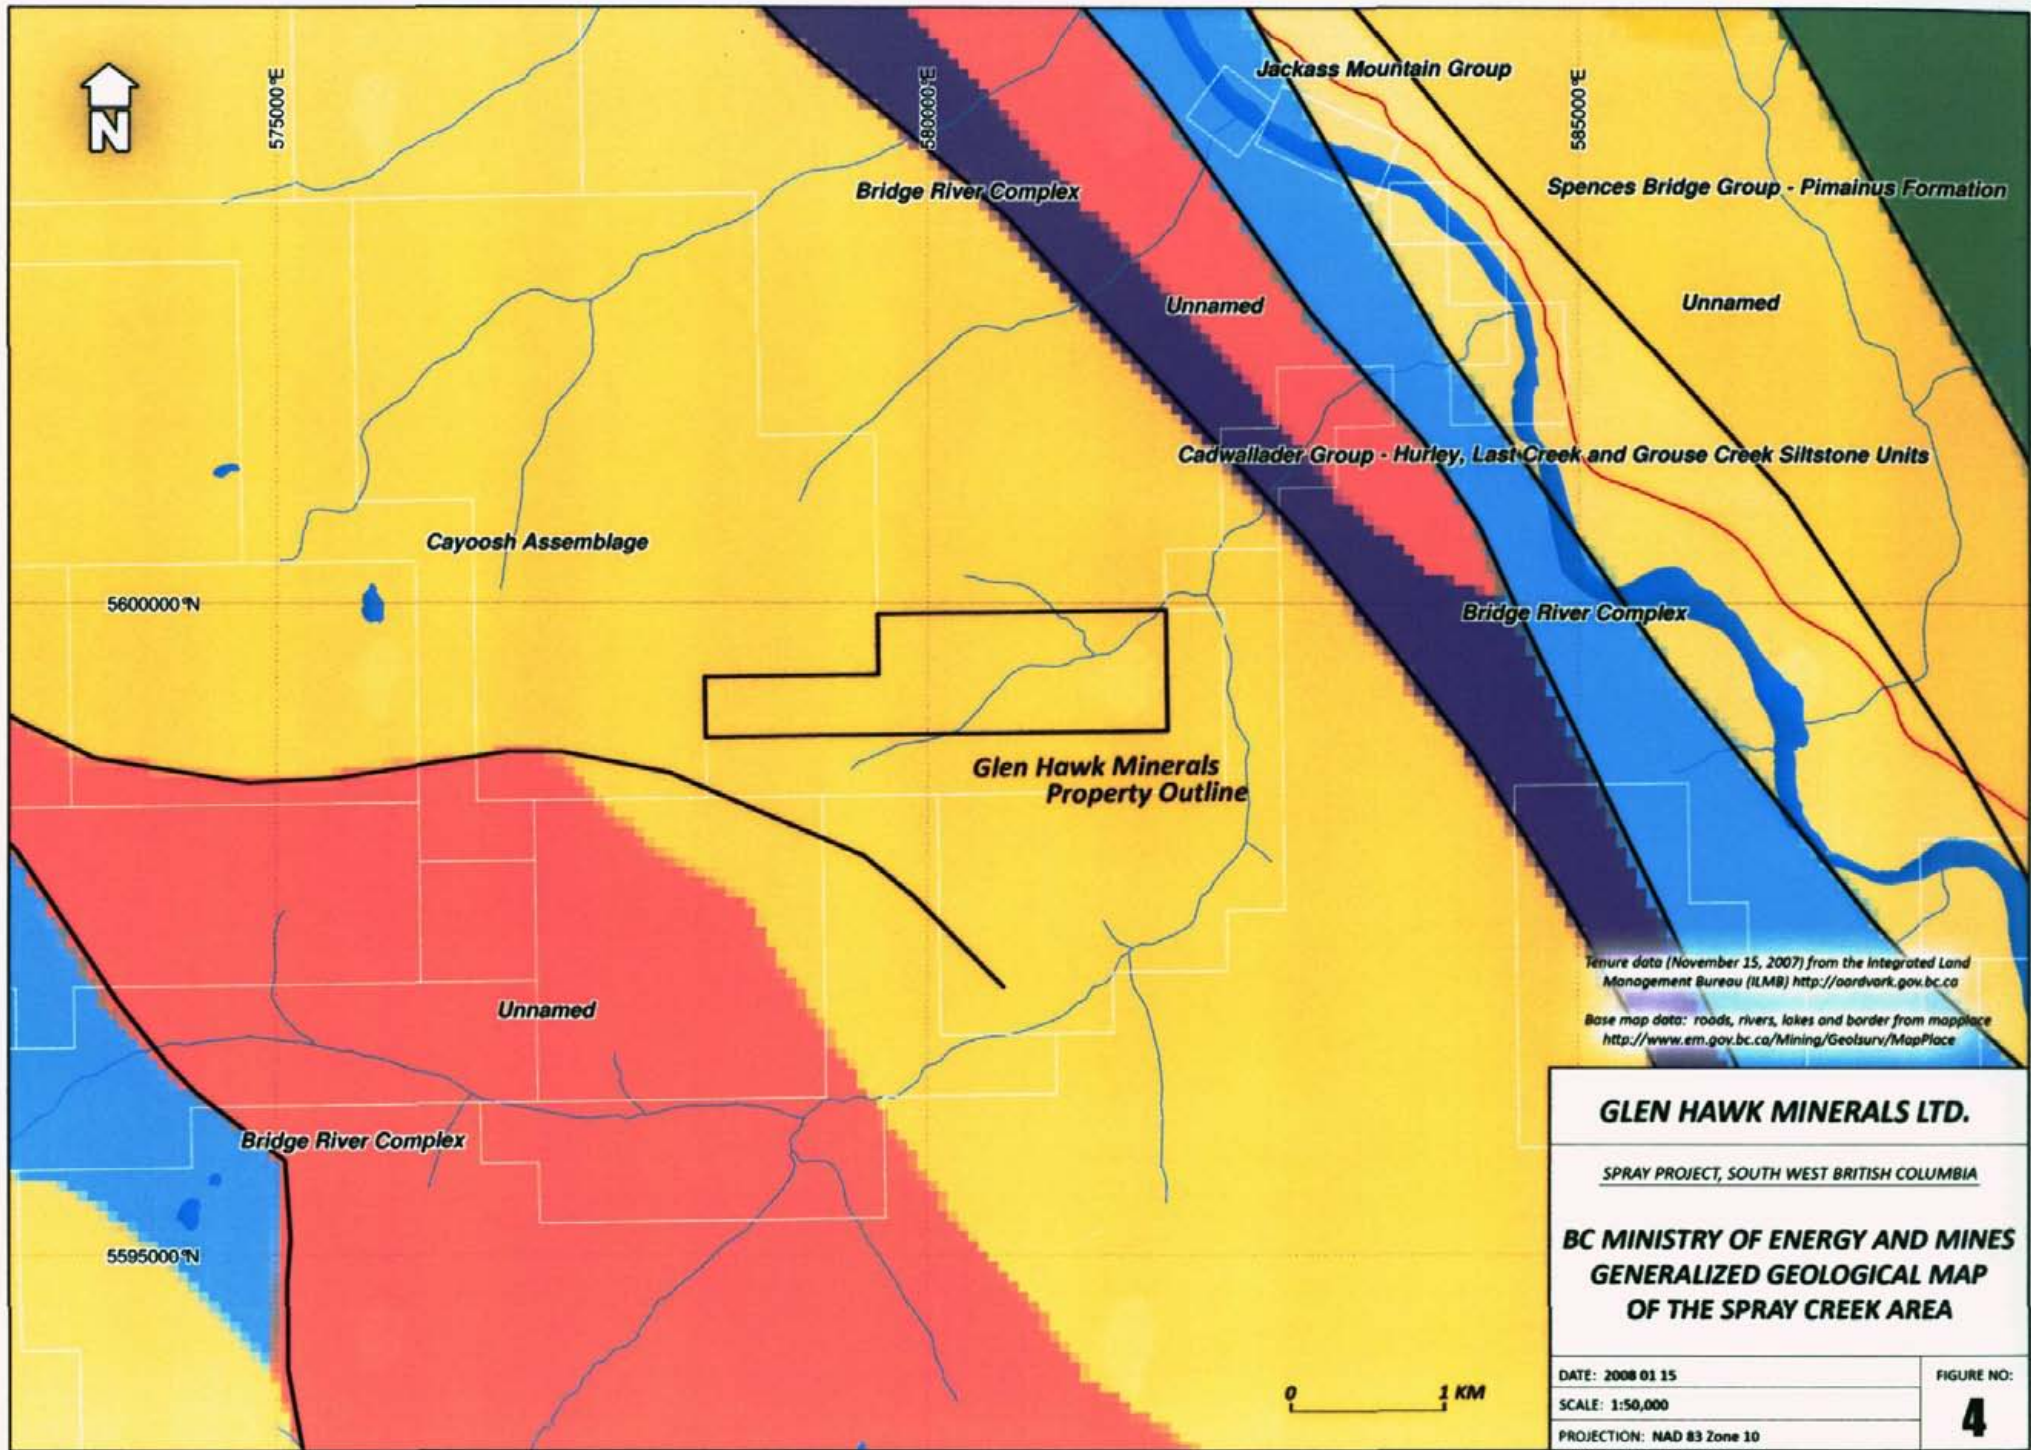 N
575000°E
580000°E
585000°E
Jackass Mountain Group
Bridge River Complex
Spences Bridge Group - Pimainus Formation
Unnamed
Unnamed
Cadwallader Group - Hurley, Last Creek and Grouse Creek Siltstone Units
Cayoosh Assemblage
5600000°N
Bridge River Complex
Glen Hawk Minerals
Property Outline
Unnamed
Bridge River Complex
5595000°N
Tenure data (November 15, 2007) from the Integrated Land
Management Bureau (ILMB) http://aardvark.gov.bc.ca
Base map data: roads, rivers, lakes and border from mapplace
http://www.em.gov.bc.ca/Mining/Geolsurv/MapPlace
0 1 KM
GLEN HAWK MINERALS LTD.
SPRAY PROJECT, SOUTH WEST BRITISH COLUMBIA
BC MINISTRY OF ENERGY AND MINES
GENERALIZED GEOLOGICAL MAP
OF THE SPRAY CREEK AREA
DATE: 2008 01 15
SCALE: 1:50,000
PROJECTION: NAD 83 Zone 10
FIGURE NO:
4